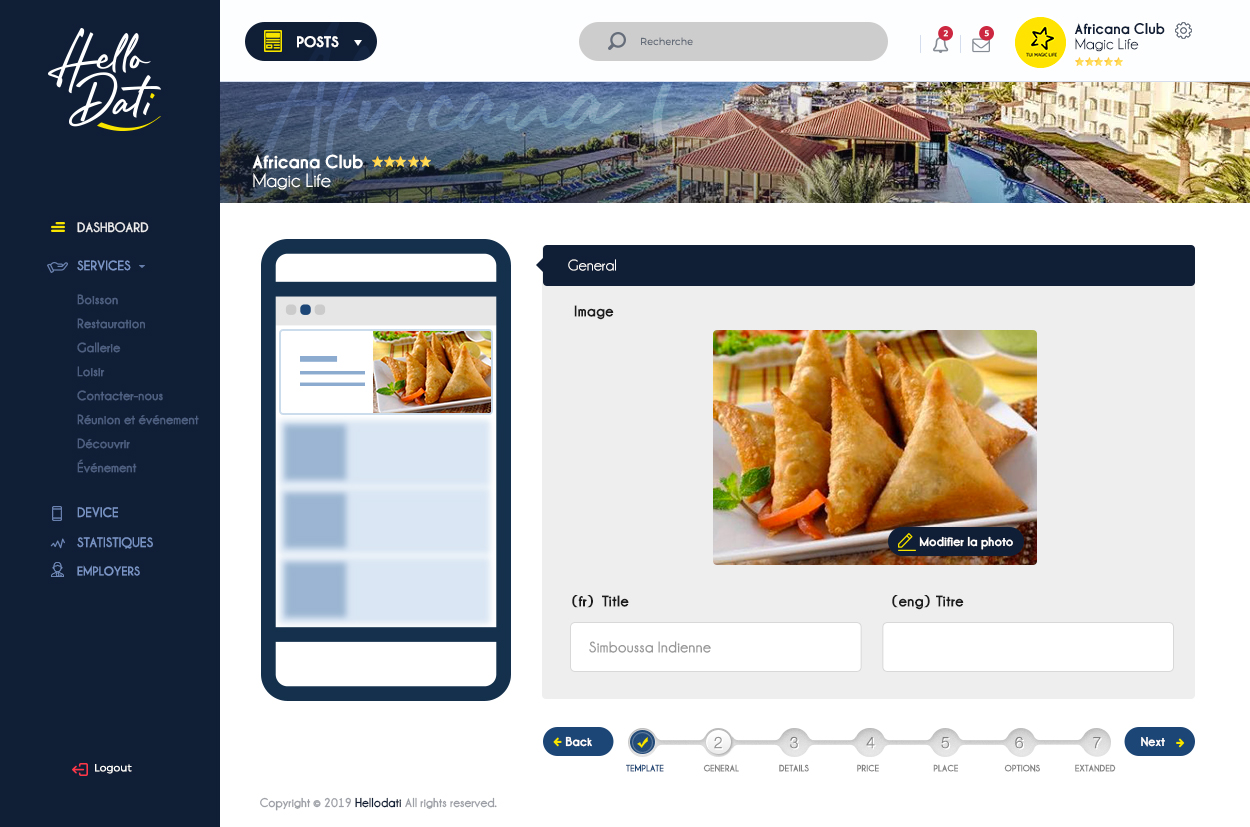 Hello
Dati
POSTS
Recherche
2
5
TUI MAGIC LIFE
Africana Club
Magic Life
Africana C
Africana Club
Magic Life
DASHBOARD
SERVICES
Boisson
Restauration
Gallerie
Loisir
Contacter-nous
Réunion et événement
Découvrir
Événement
DEVICE
STATISTIQUES
EMPLOYERS
Logout
General
Image
Modifier la photo
(fr) Title
(eng) Titre
Simboussa Indienne
Back
2
3
4
5
6
7
Next
TEMPLATE
GENERAL
DETAILS
PRICE
PLACE
OPTIONS
EXTANDED
Copyright © 2019 Hellodati All rights reserved.